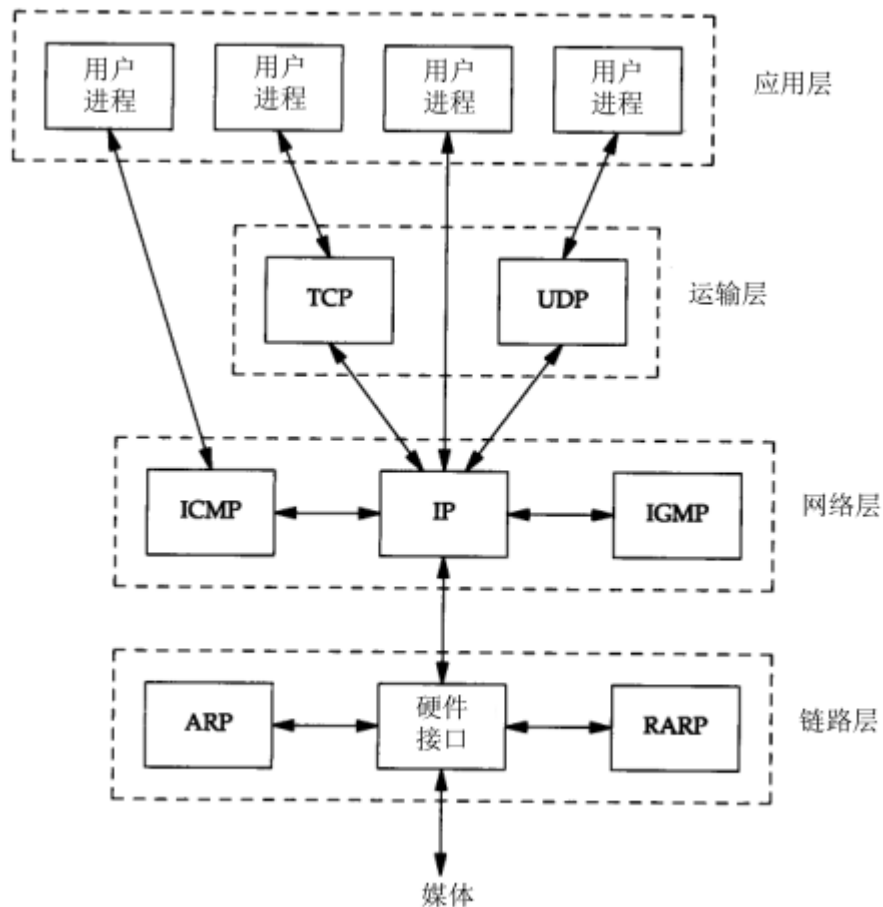 用户
进程
用户
进程
用户
进程
用户
进程
应用层
TCP
UDP
运输层
ICMP
IP
IGMP
网络层
ARP
硬件
接口
RARP
链路层
媒体